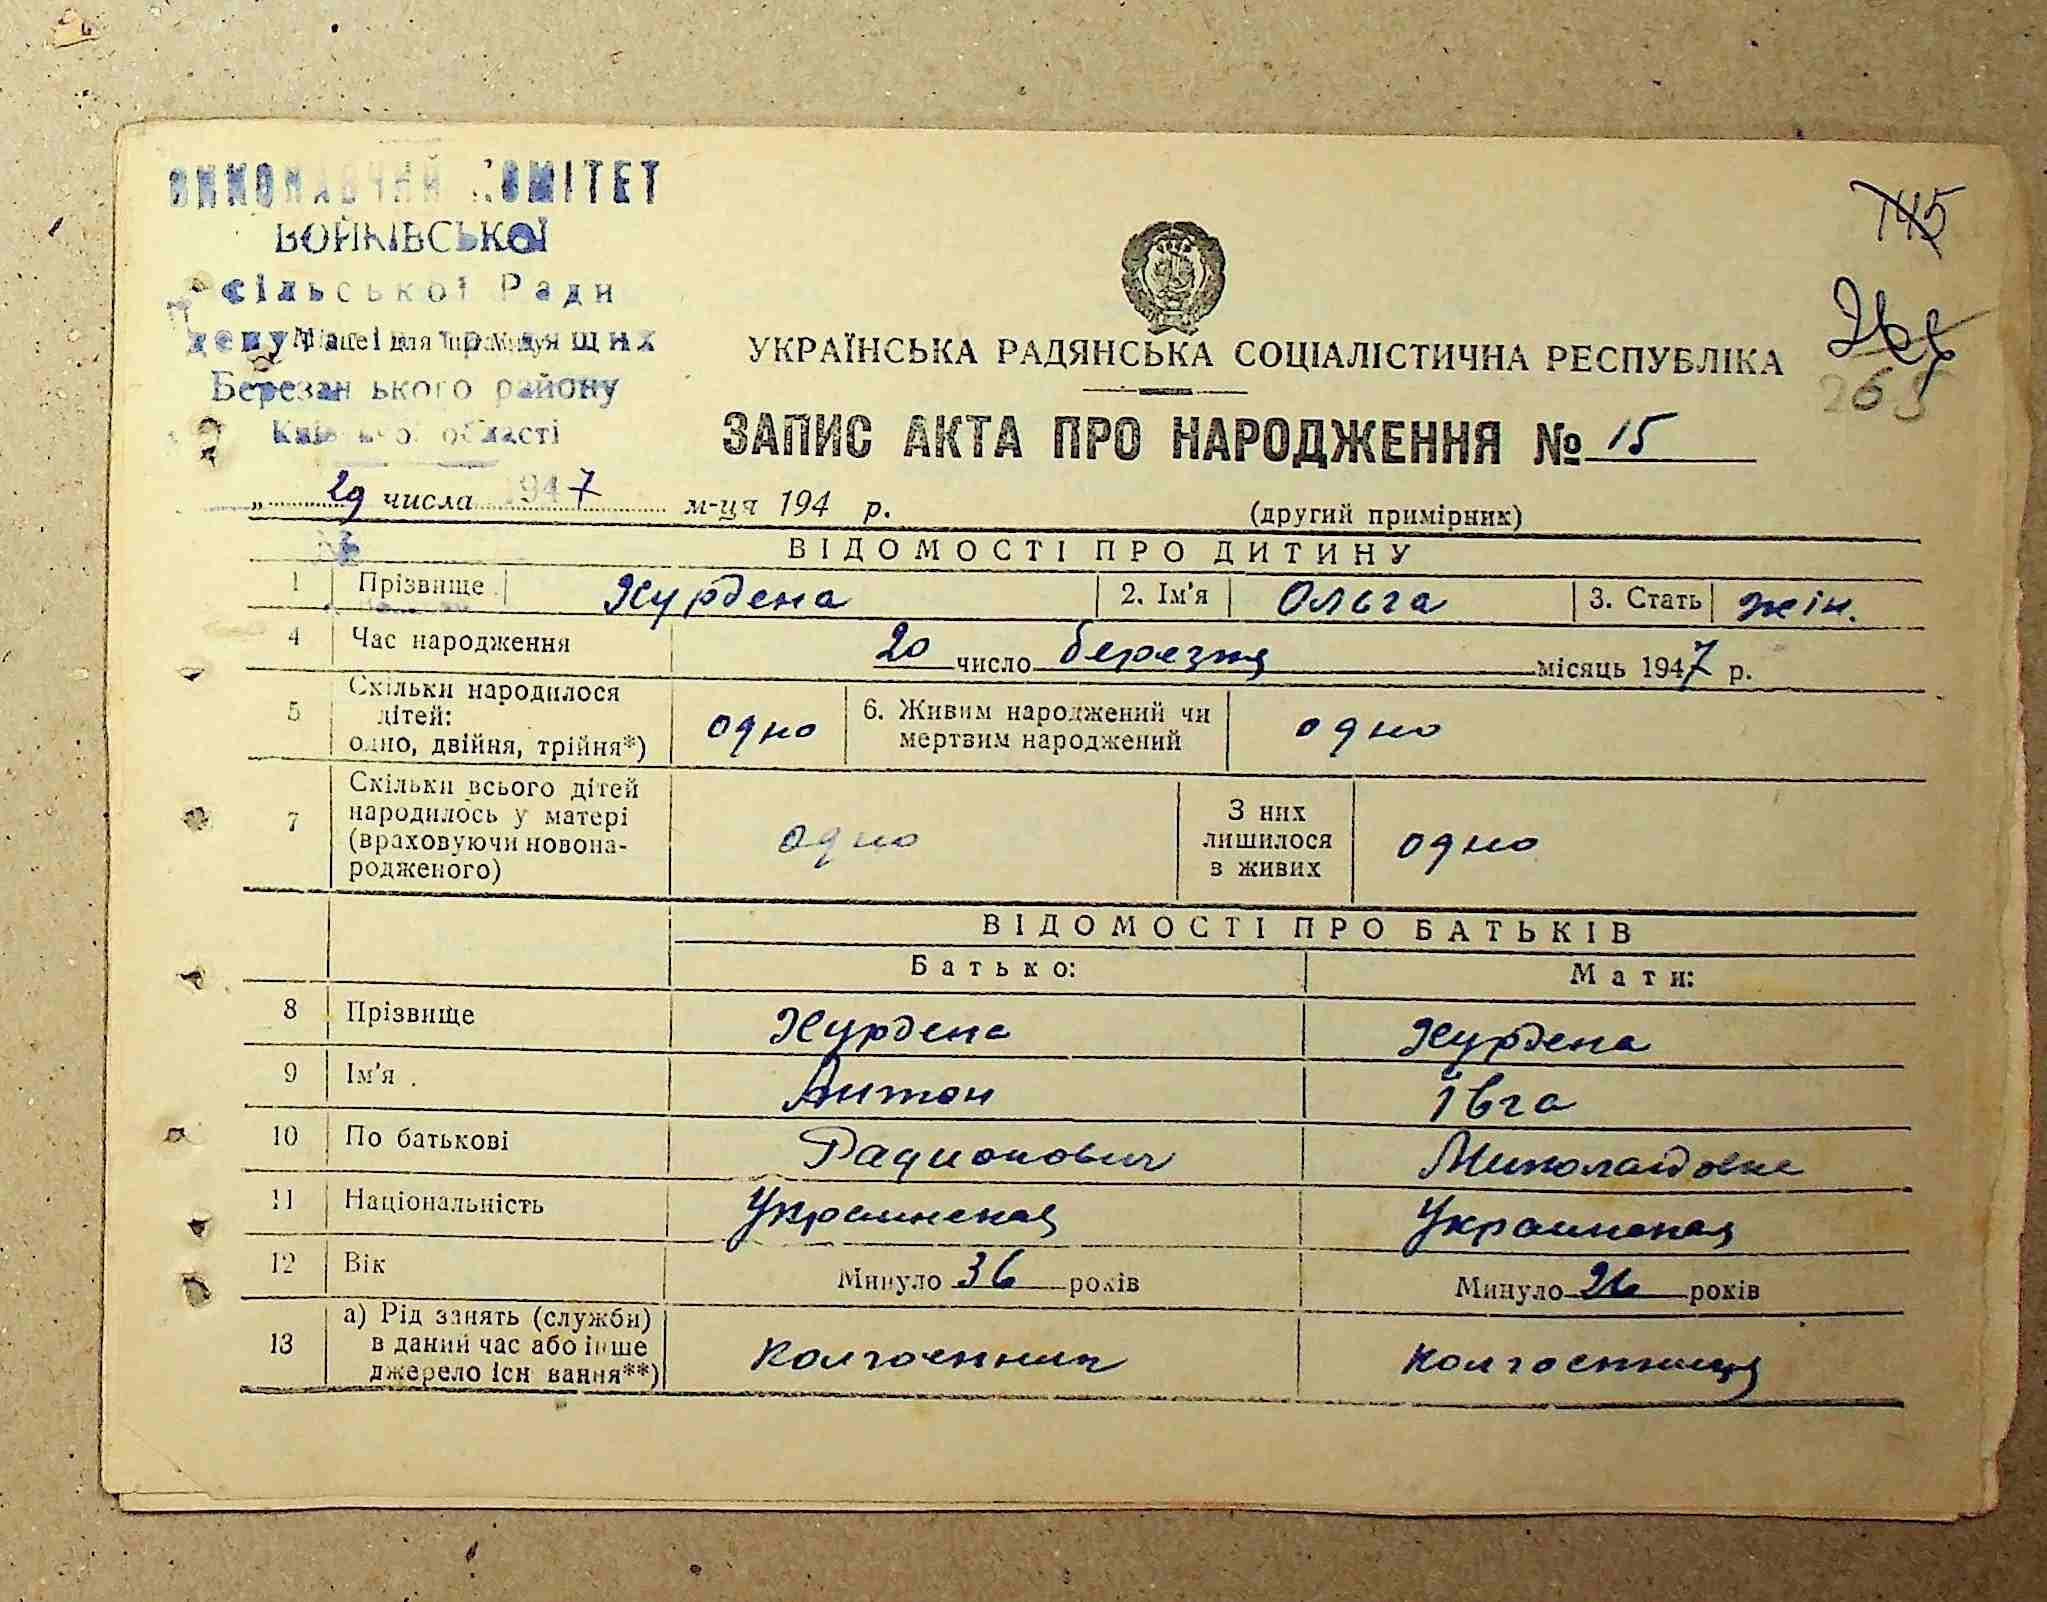 ВИКОНАВЧИЙ КОМІТЕТ
ВОЙКІВСЬКОЇ
сільської Ради
депутатів трудящих
Березанського району
Київської області
145
265
УКРАЇНСЬКА РАДЯНСЬКА СОЦІАЛІСТИЧНА РЕСПУБЛІКА
ЗАПИС АКТА ПРО НАРОДЖЕННЯ № 15
„ 29 числа 1947 м-ця 194 р.
(другий примірник)
ВІДОМОСТІ ПРО ДИТИНУ
1 Прізвище Журдена 2. Ім'я Ольга 3. Стать жін.
4 Час народження 20 число березня місяць 1947 р.
5 Скільки народилося дітей: одно, двійня, трійня*) одно 6. Живим народжений чи мертвим народжений одно
7 Скільки всього дітей народилось у матері (враховуючи новонародженого) одно З них лишилося в живих одно
ВІДОМОСТІ ПРО БАТЬКІВ
Батько: Мати:
8 Прізвище Журдена Журдена
9 Ім'я Антон Івга
10 По батькові Радионович Миколаївна
11 Національність Украинская Украинская
12 Вік Минуло 36 років Минуло 26 років
13 а) Рід занять (служби) в даний час або інше джерело існування**) колгоспник колгоспниця